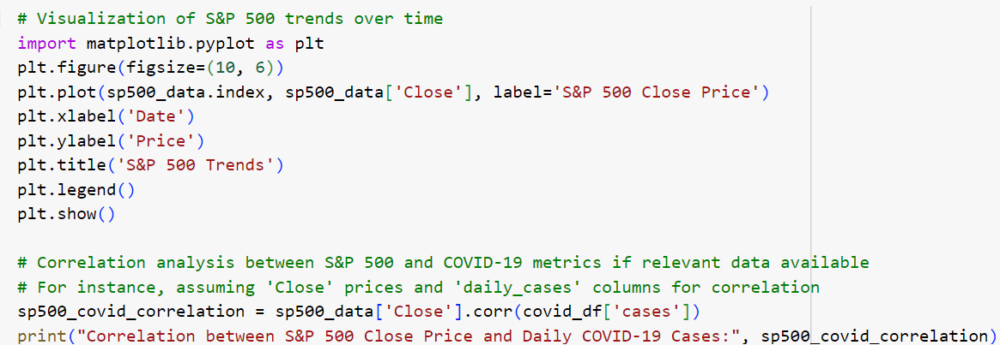 # Visualization of S&P 500 trends over time
import matplotlib.pyplot as plt
plt.figure(figsize=(10, 6))
plt.plot(sp500_data.index, sp500_data['Close'], label='S&P 500 Close Price')
plt.xlabel('Date')
plt.ylabel('Price')
plt.title('S&P 500 Trends')
plt.legend()
plt.show()
# Correlation analysis between S&P 500 and COVID-19 metrics if relevant data available
# For instance, assuming 'Close' prices and 'daily_cases' columns for correlation
sp500_covid_correlation = sp500_data['Close'].corr(covid_df['cases'])
print("Correlation between S&P 500 Close Price and Daily COVID-19 Cases:", sp500_covid_correlation)